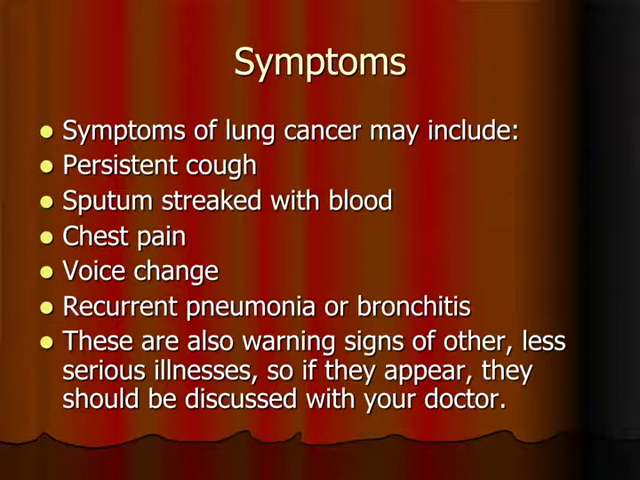 Symptoms
Symptoms of lung cancer may include:
Persistent cough
Sputum streaked with blood
Chest pain
Voice change
Recurrent pneumonia or bronchitis
These are also warning signs of other, less
serious illnesses, so if they appear, they
should be discussed with your doctor.